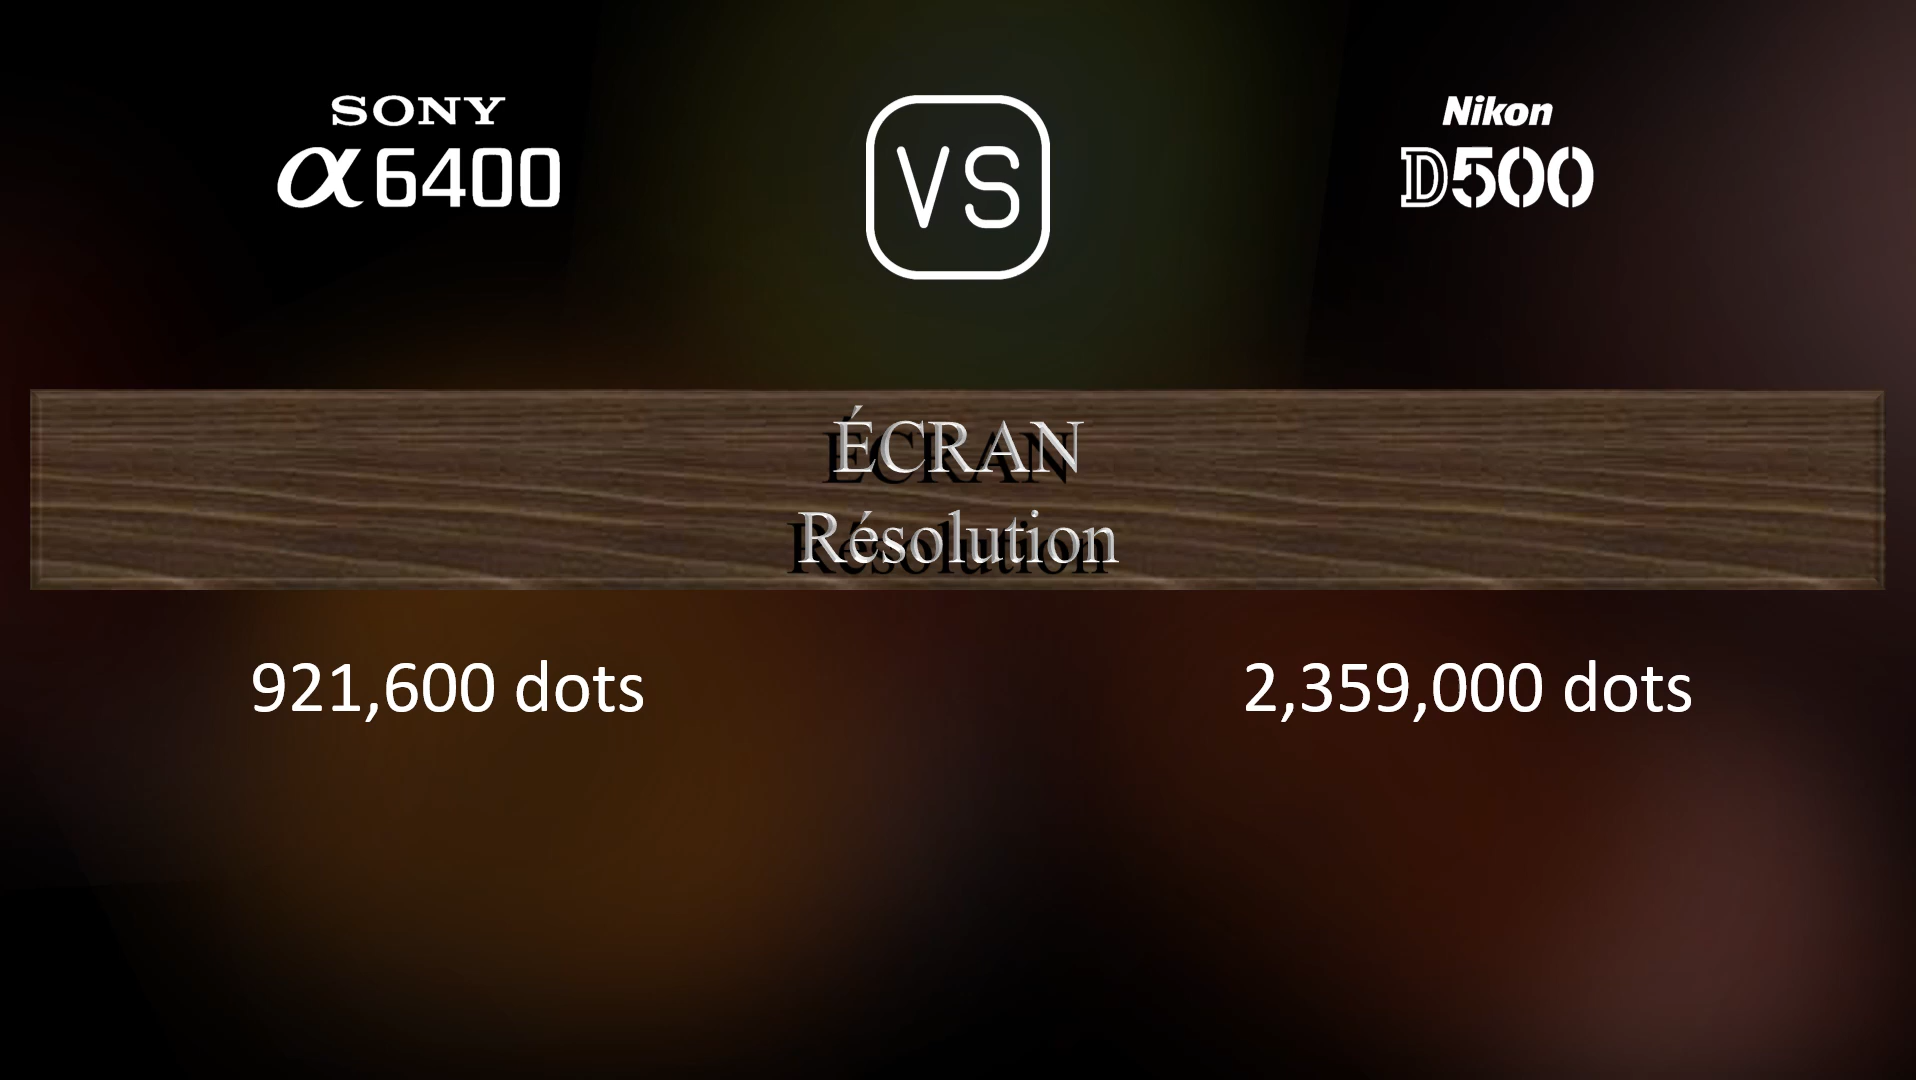 SONY
α6400
VS
Nikon
D500
ÉCRAN
Résolution
921,600 dots
2,359,000 dots